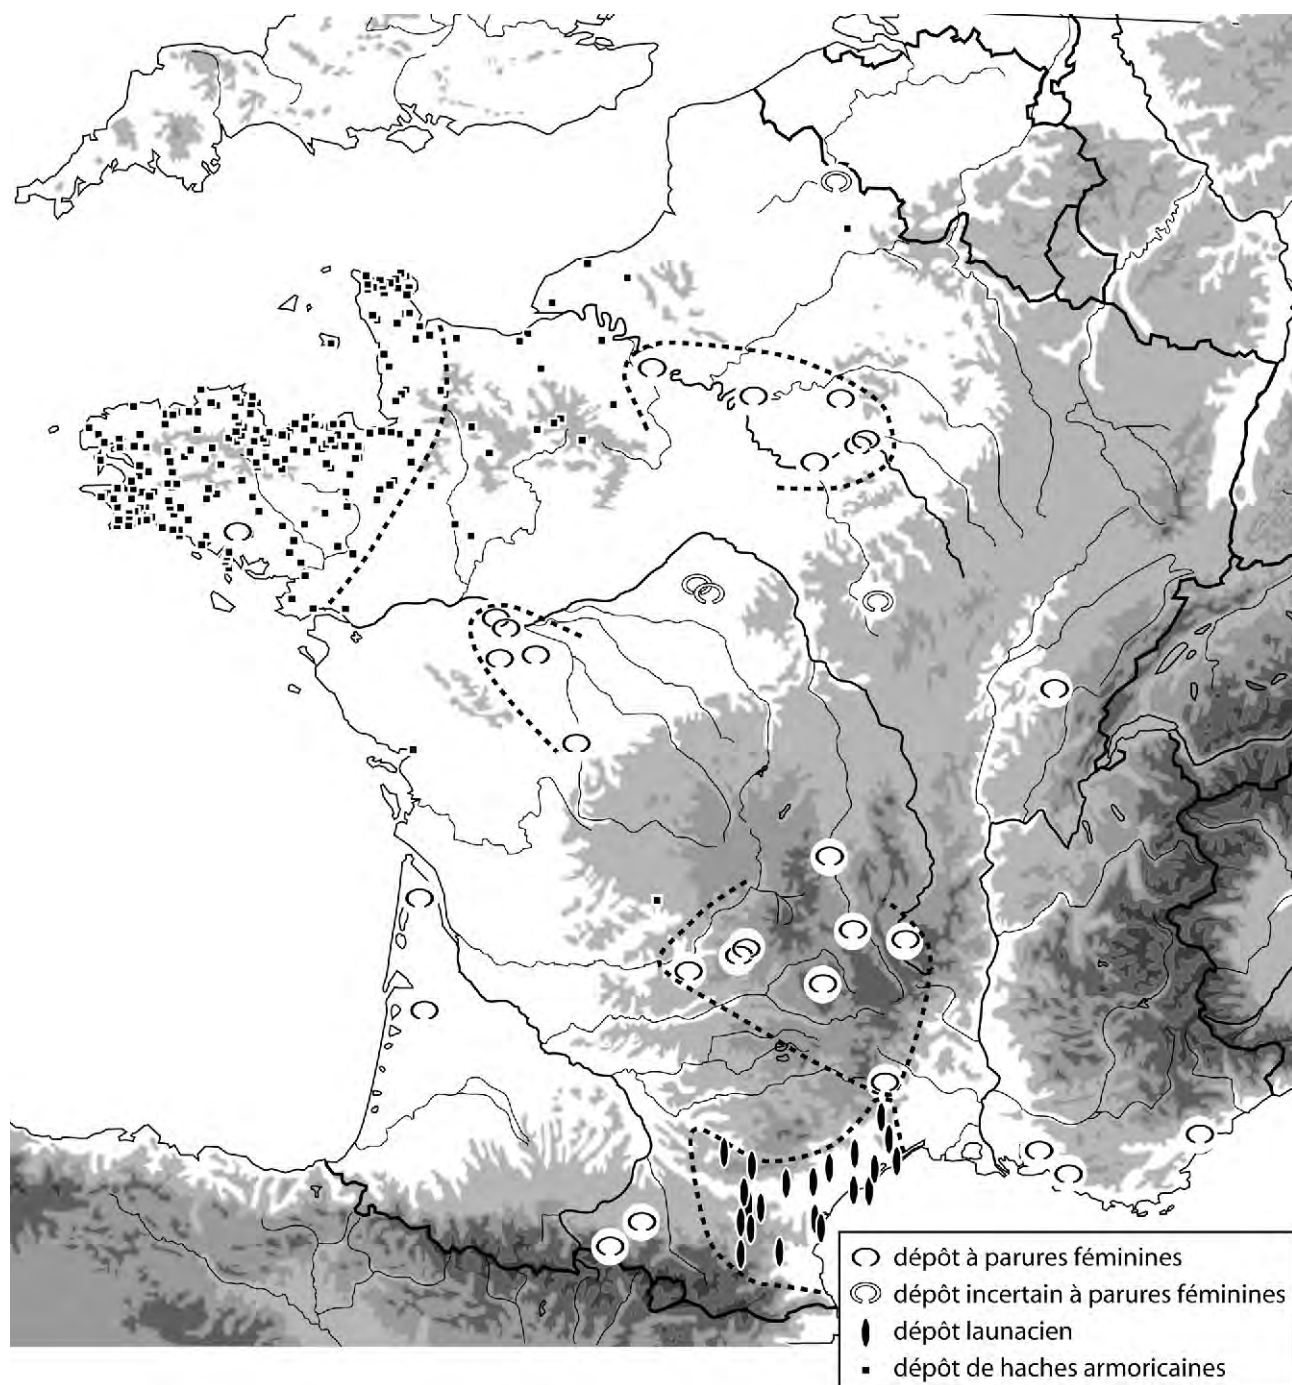 dépôt à parures féminines
dépôt incertain à parures féminines
dépôt launacien
dépôt de haches armoricaines